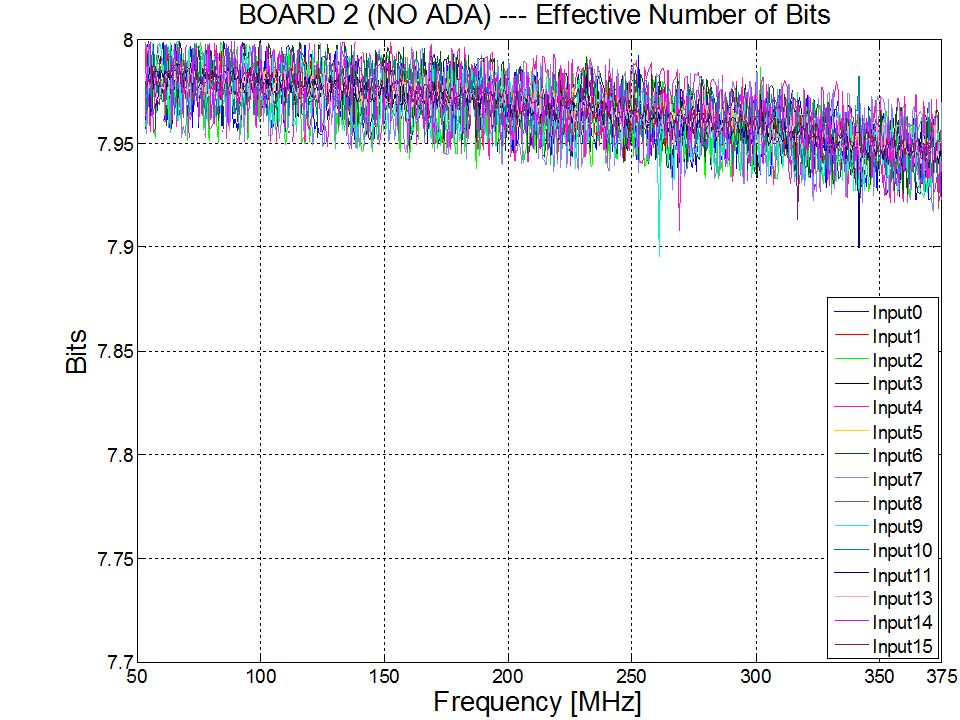 BOARD 2 (NO ADA) --- Effective Number of Bits
8
7.95
7.9
7.85
7.8
7.75
7.7
Bits
50
100
150
200
250
300
350
375
Frequency [MHz]
Input0
Input1
Input2
Input3
Input4
Input5
Input6
Input7
Input8
Input9
Input10
Input11
Input13
Input14
Input15